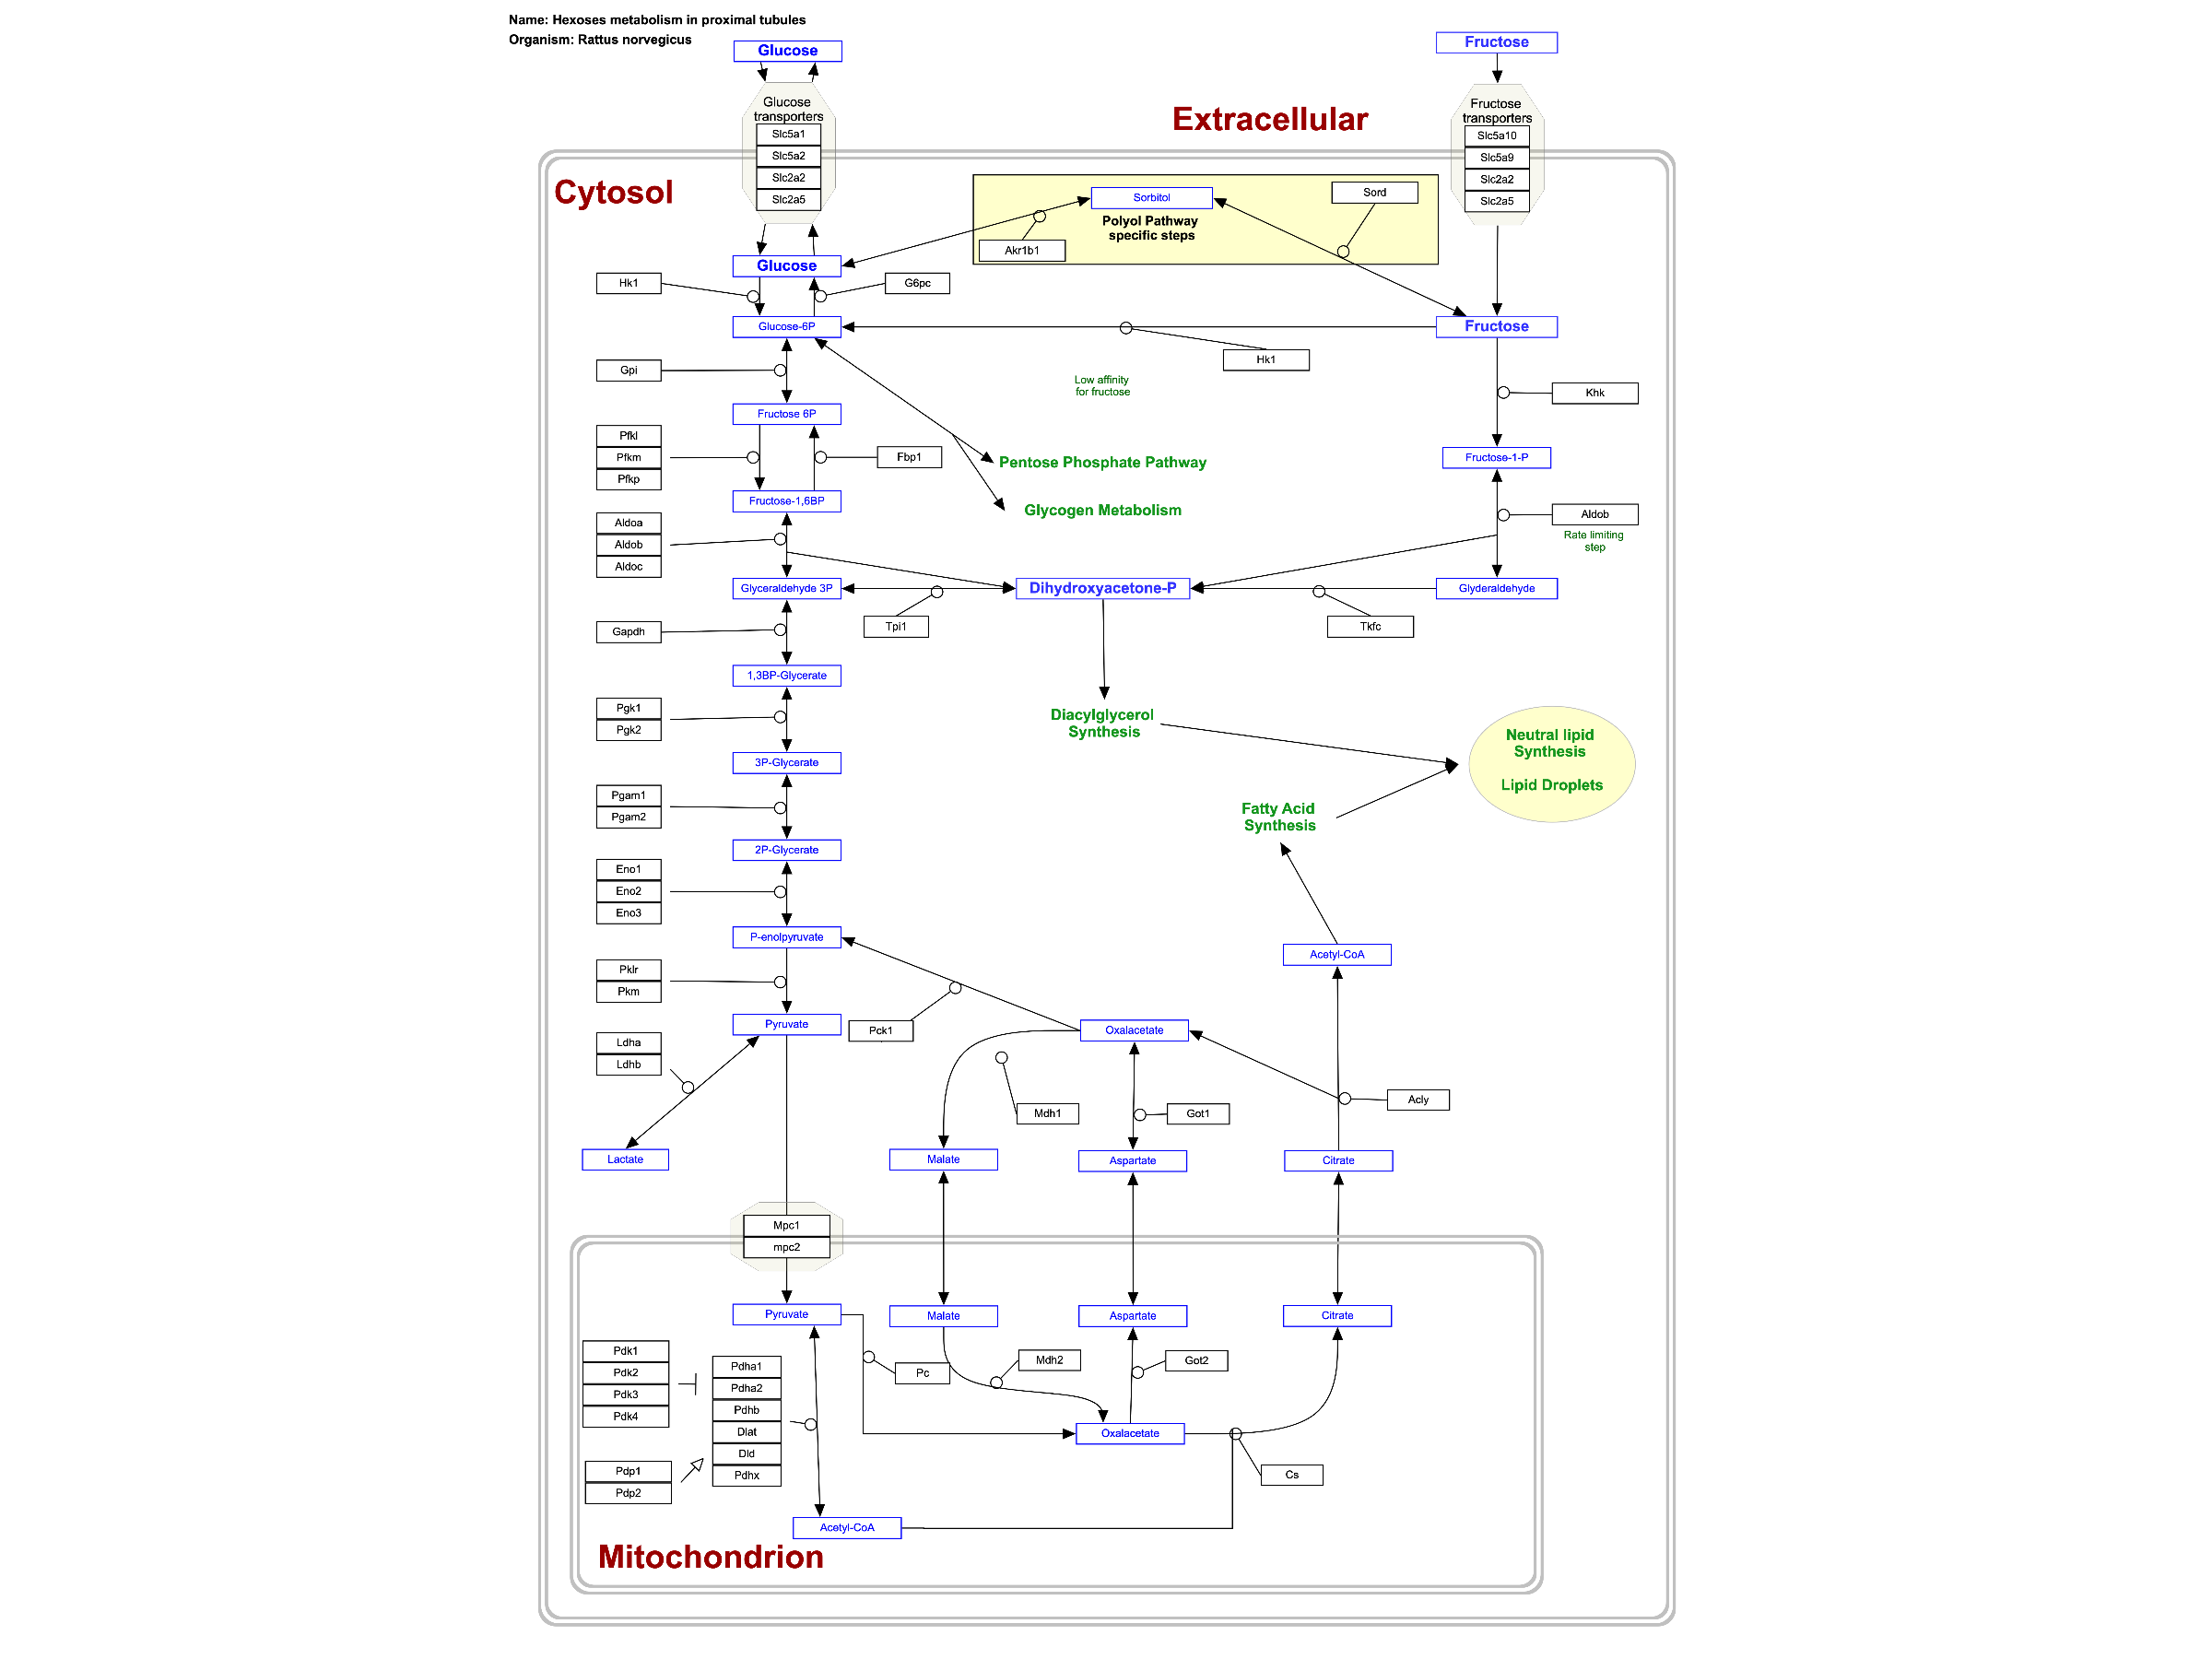 Name: Hexoses metabolism in proximal tubules
Organism: Rattus norvegicus
Glucose
Fructose
Glucose
transporters
Slc5a1
Slc5a2
Slc2a2
Slc2a5
Extracellular
Fructose
transporters
Slc5a10
Slc5a9
Slc2a2
Slc2a5
Cytosol
Sorbitol
Sord
Polyol Pathway
specific steps
Akr1b1
Glucose
Hk1
G6pc
Glucose-6P
Fructose
Hk1
Gpi
Low affinity
for fructose
Khk
Fructose 6P
Pfkl
Pfkm
Pfkp
Fbp1
Pentose Phosphate Pathway
Fructose-1-P
Fructose-1,6BP
Glycogen Metabolism
Aldoa
Aldob
Aldoc
Aldob
Rate limiting
step
Glyceraldehyde 3P
Dihydroxyacetone-P
Glyderaldehyde
Gapdh
Tpi1
Tkfc
1,3BP-Glycerate
Pgk1
Pgk2
Diacylglycerol
Synthesis
Neutral lipid
Synthesis
Lipid Droplets
3P-Glycerate
Pgam1
Pgam2
Fatty Acid
Synthesis
2P-Glycerate
Eno1
Eno2
Eno3
P-enolpyruvate
Acetyl-CoA
Pklr
Pkm
Pyruvate
Pck1
Oxalacetate
Ldha
Ldhb
Mdh1
Got1
Acly
Lactate
Malate
Aspartate
Citrate
Mpc1
mpc2
Pyruvate
Malate
Aspartate
Citrate
Pdk1
Pdk2
Pdk3
Pdk4
Pdha1
Pdha2
Pdhb
Dlat
Dld
Pdhx
Pc
Mdh2
Got2
Oxalacetate
Pdp1
Pdp2
Cs
Acetyl-CoA
Mitochondrion